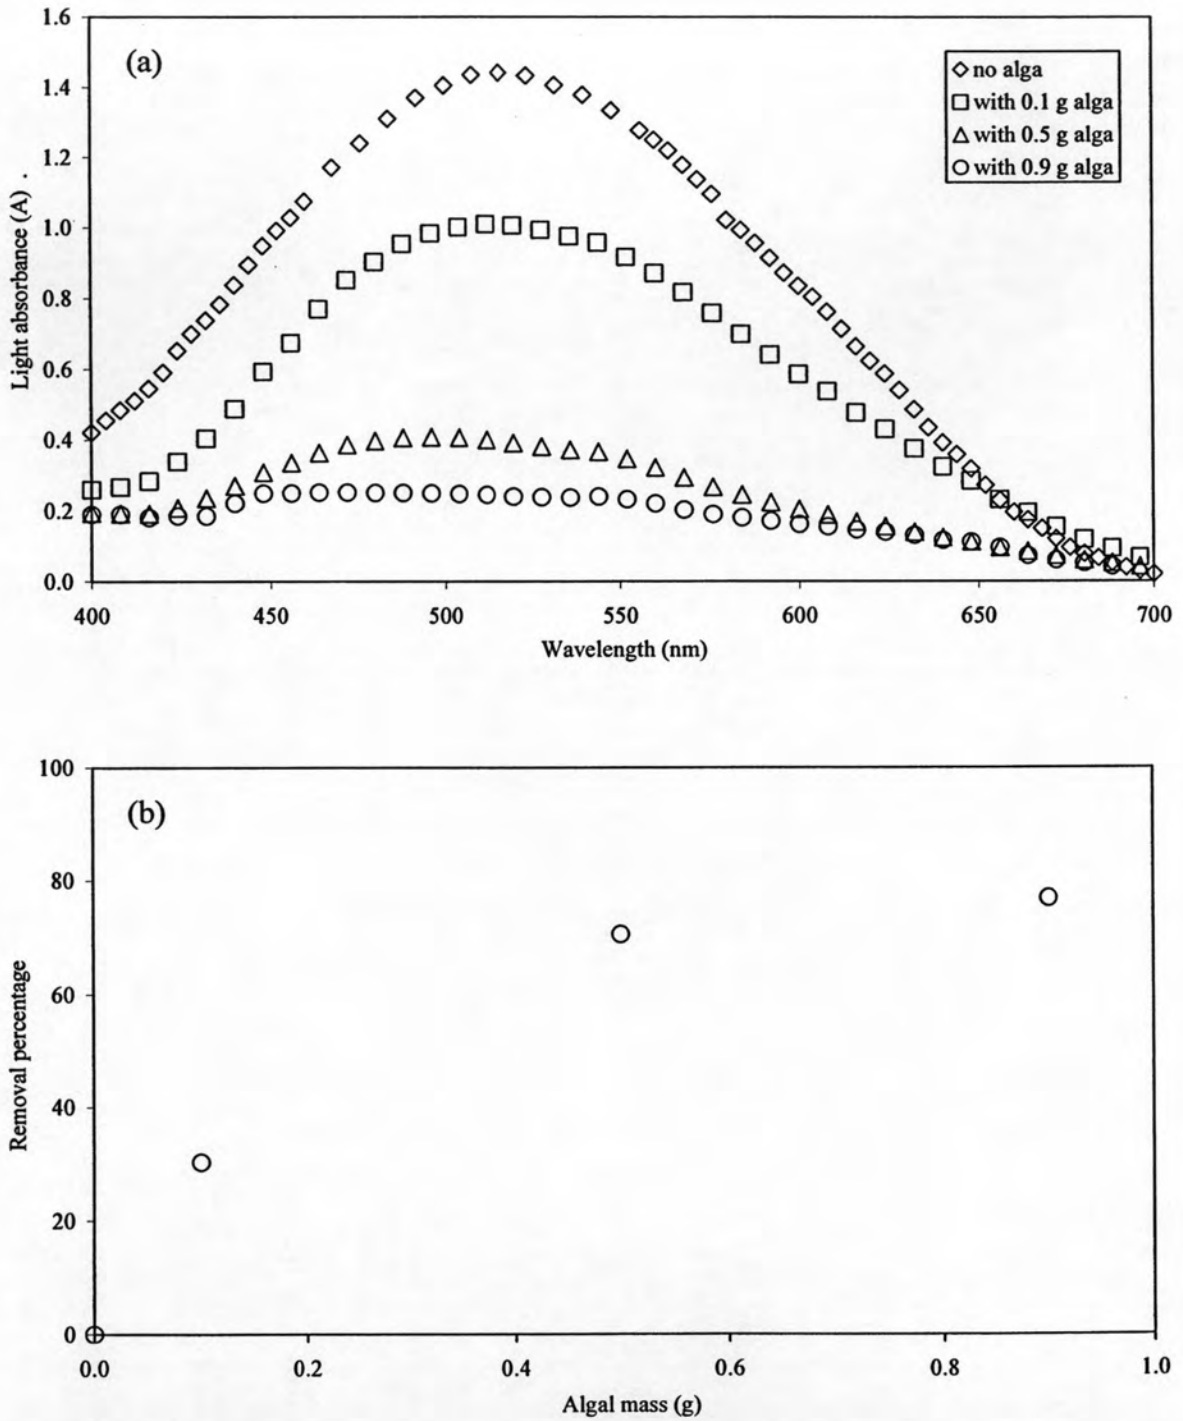 1.6
(a)
◇ no alga
□ with 0.1 g alga
△ with 0.5 g alga
○ with 0.9 g alga
1.4
1.2
1.0
0.8
0.6
0.4
0.2
0.0
Light absorbance (A) .
400 450 500 550 600 650 700
Wavelength (nm)
100
(b)
80
60
40
20
0
Removal percentage
0.0 0.2 0.4 0.6 0.8 1.0
Algal mass (g)